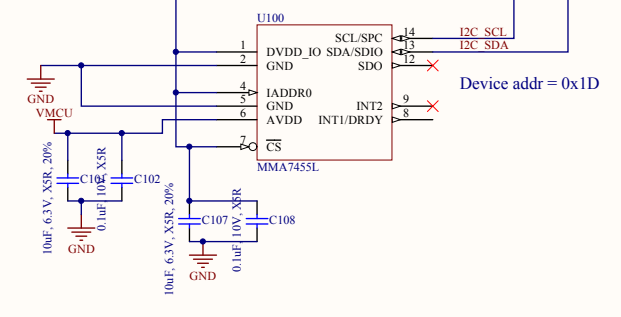 U100
1 DVDD_IO SCL/SPC 14 I2C_SCL
2 GND SDA/SDIO 13 I2C_SDA
SDO 12
4 IADDR0
5 GND INT2 9
6 AVDD INT1/DRDY 8
7 CS
MMA7455L
Device addr = 0x1D
GND
VMCU
10uF, 6.3V, X5R, 20%
C101
0.1uF, 10V, X5R
C102
GND
10uF, 6.3V, X5R, 20%
C107
0.1uF, 10V, X5R
C108
GND